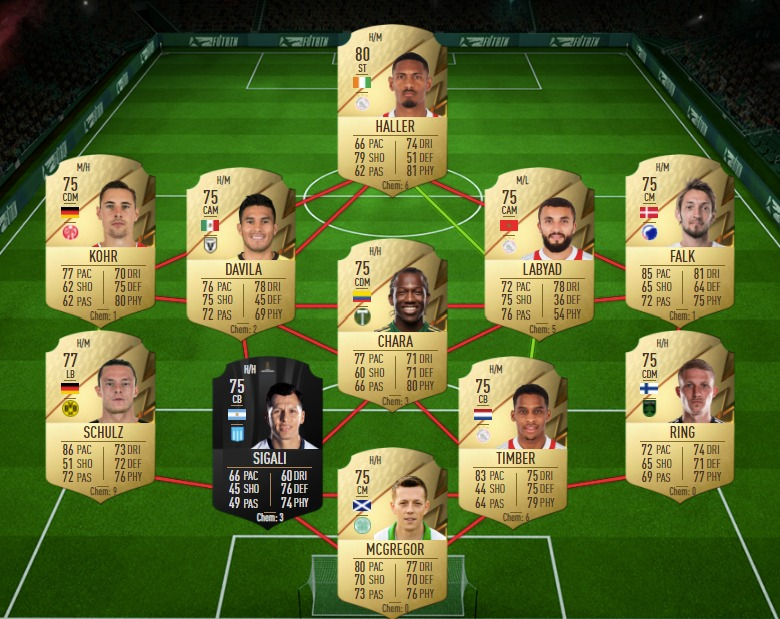 FUTBIN FUTBIN FUTBIN FUTBIN
H/M
80
ST
HALLER
66 PAC 74 DRI
79 SHO 51 DEF
62 PAS 81 PHY
Chem: 6
M/H
75
CDM
KOHR
77 PAC 70 DRI
62 SHO 75 DEF
62 PAS 80 PHY
Chem: 1
H/M
75
CAM
DAVILA
76 PAC 78 DRI
75 SHO 45 DEF
72 PAS 69 PHY
Chem: 2
M/L
75
CAM
LABYAD
72 PAC 78 DRI
75 SHO 36 DEF
76 PAS 54 PHY
Chem: 5
H/M
75
CM
FALK
85 PAC 81 DRI
65 SHO 64 DEF
72 PAS 75 PHY
Chem: 1
H/H
75
CDM
CHARA
77 PAC 71 DRI
60 SHO 71 DEF
66 PAS 80 PHY
Chem: 3
H/M
77
LB
SCHULZ
86 PAC 73 DRI
51 SHO 72 DEF
72 PAS 76 PHY
Chem: 9
H/H
75
CB
SIGALI
66 PAC 60 DRI
45 SHO 76 DEF
49 PAS 74 PHY
Chem: 3
H/M
75
CB
TIMBER
83 PAC 75 DRI
44 SHO 75 DEF
64 PAS 79 PHY
Chem: 6
H/H
75
CDM
RING
72 PAC 74 DRI
65 SHO 71 DEF
69 PAS 77 PHY
Chem: 0
H/H
75
CM
MCGREGOR
80 PAC 77 DRI
70 SHO 70 DEF
73 PAS 76 PHY
Chem: 0